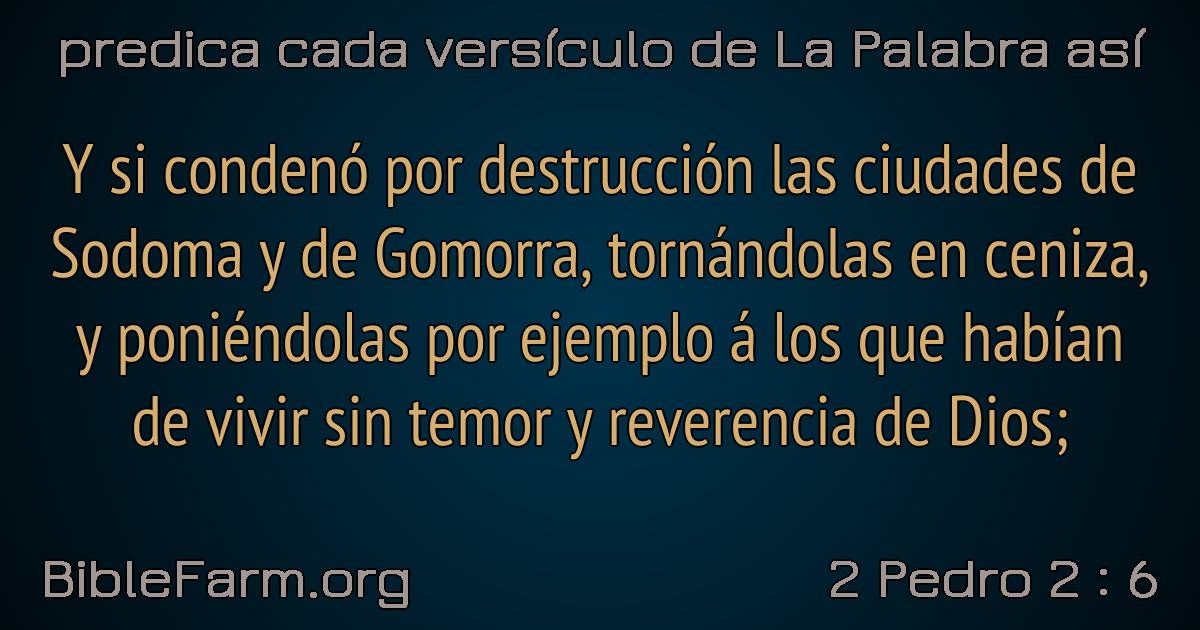 predica cada versículo de La Palabra así
Y si condenó por destrucción las ciudades de
Sodoma y de Gomorra, tornándolas en ceniza,
y poniéndolas por ejemplo á los que habían
de vivir sin temor y reverencia de Dios;
BibleFarm.org
2 Pedro 2 : 6